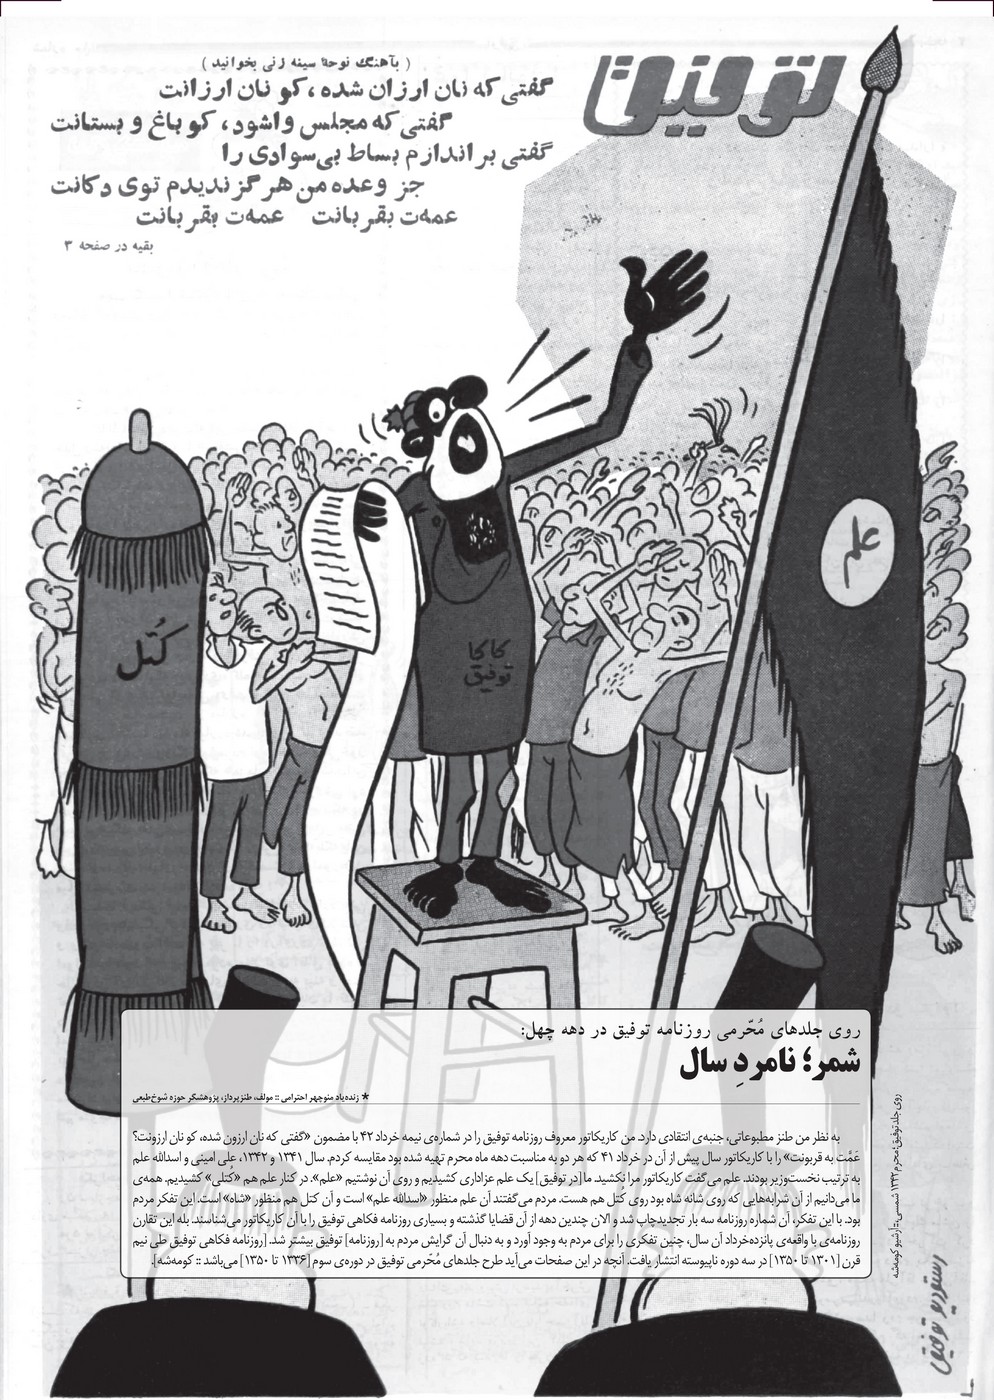 توفیق
( بآهنگ نوحهٔ سینه زنی بخوانید )
گفتی که نان ارزان شده ، کو نان ارزانت
گفتی که مجلس واشود ، کو باغ و بستانت
گفتی بر اندازم بساط بی‌سوادی را
جز وعده من هرگز ندیدم توی دکانت
عمه‌ت بقربانت عمه‌ت بقربانت
بقیه در صفحه ۳
علم
کُتل
کاکا
توفیق
روی جلدهای مُحّرمی روزنامه توفیق در دهه چهل:
شمر؛ نامردِ سال
* زنده‌یاد منوچهر احترامی :: مولف، طنزپرداز، پژوهشگر حوزه شوخ‌طبعی
به نظر من طنز مطبوعاتی، جنبه‌ی انتقادی دارد. من کاریکاتور معروف روزنامه توفیق را در شماره‌ی نیمه خرداد ۴۲ با مضمون «گفتی که نان ارزون شده، کو نان ارزونت؟
عَمَّت به قربونت» را با کاریکاتور سال پیش از آن در خرداد ۴۱ که هر دو به مناسبت دهه ماه محرم تهیه شده بود مقایسه کردم. سال ۱۳۴۱ و ۱۳۴۲، علی امینی و اسدالله علم
به ترتیب نخست‌وزیر بودند. علم می‌گفت کاریکاتور مرا نکشید ما [در توفیق] یک علم عزاداری کشیدیم و روی آن نوشتیم «علم». در کنار علم هم «کُتلی» کشیدیم. همه‌ی
ما می‌دانیم از آن شرابه‌هایی که روی شانه شاه بود روی کُتل هم هست. مردم می‌گفتند آن علم منظور «اسدالله علم» است و آن کتل هم منظور «شاه» است. این تفکر مردم
بود. با این تفکر، آن شماره روزنامه سه بار تجدیدچاپ شد و الان چندین دهه از آن قضایا گذشته و بسیاری روزنامه فکاهی توفیق را با آن کاریکاتور می‌شناسند. بله این تقارن
روزنامه‌ی با واقعه‌ی پانزده‌خرداد آن سال، چنین تفکری را برای مردم به وجود آورد و به دنبال آن گرایش مردم به [روزنامه] توفیق بیشتر شد. [روزنامه فکاهی توفیق طی نیم
قرن [۱۳۰۱ تا ۱۳۵۰] در سه دوره ناپیوسته انتشار یافت. آنچه در این صفحات می‌آید طرح جلدهای مُحّرمی توفیق در دوره‌ی سوم [۱۳۳۶ تا ۱۳۵۰] می‌باشد :: کومه‌شه].
روی جلد توفیق؛ محرم ۱۳۴۲ شمسی :: آرشیو کومه‌شه
استودیو توفیق